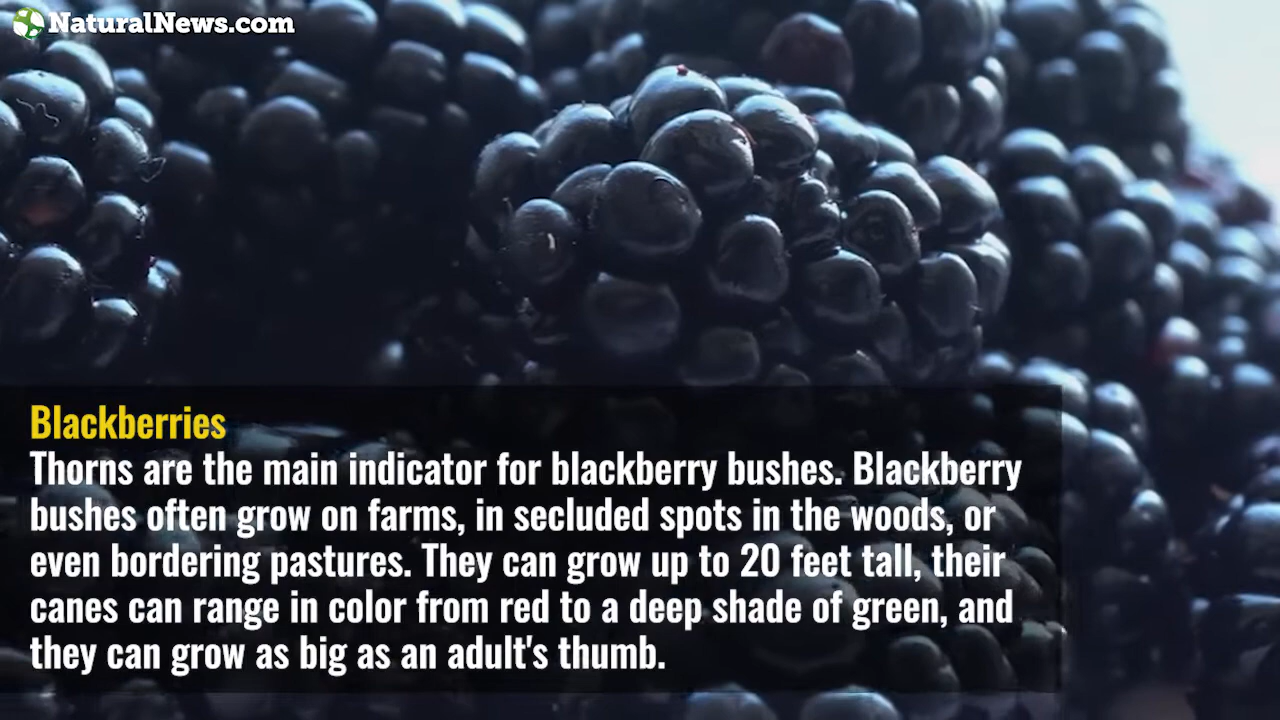 NaturalNews.com
Blackberries
Thorns are the main indicator for blackberry bushes. Blackberry
bushes often grow on farms, in secluded spots in the woods, or
even bordering pastures. They can grow up to 20 feet tall, their
canes can range in color from red to a deep shade of green, and
they can grow as big as an adult's thumb.